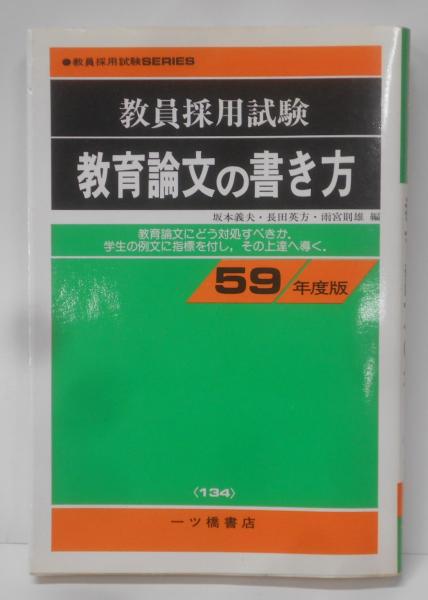 ●教員採用試験SERIES
教員採用試験
教育論文の書き方
坂本義夫・長田英方・雨宮則雄 編
教育論文にどう対処すべきか.
学生の例文に指標を付し, その上達へ導く.
59/年度版
〈134〉
一ツ橋書店